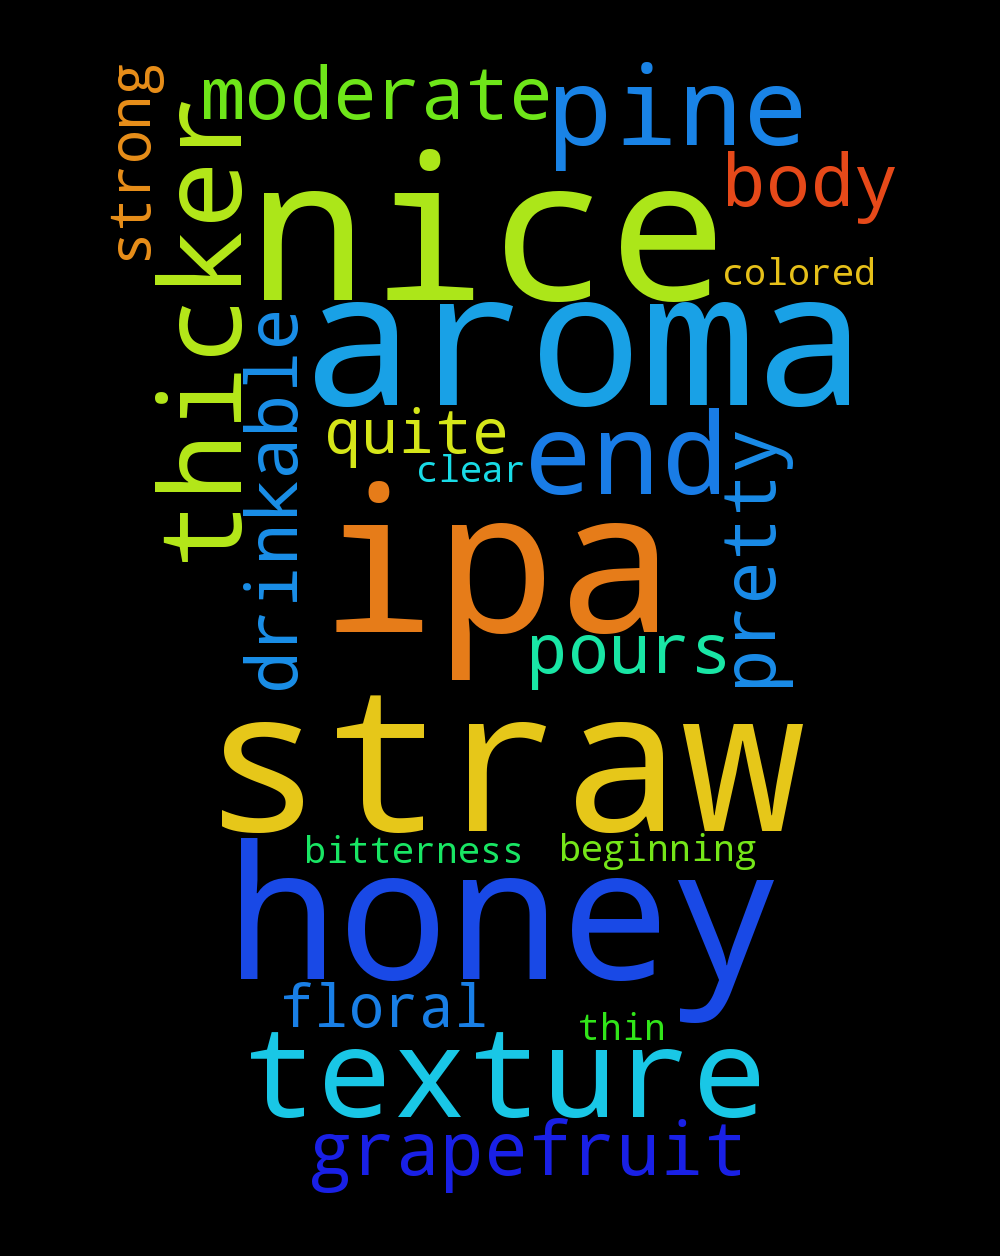 strong
moderate
pine
thicker
nice
body
colored
aroma
drinkable
quite
end
clear
pretty
ipa
pours
straw
bitterness
beginning
honey
floral
thin
texture
grapefruit